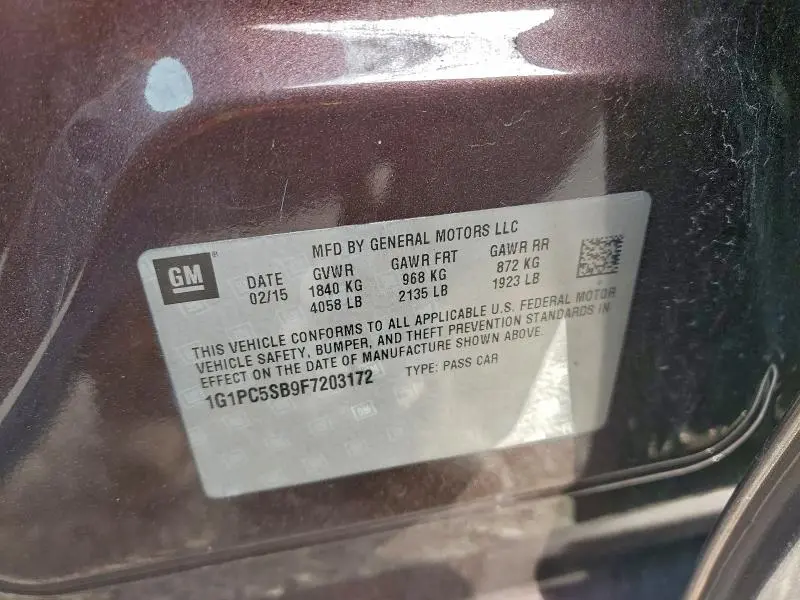 GM
MFD BY GENERAL MOTORS LLC
DATE GVWR GAWR FRT GAWR RR
02/15 1840 KG 968 KG 872 KG
4058 LB 2135 LB 1923 LB
THIS VEHICLE CONFORMS TO ALL APPLICABLE U.S. FEDERAL MOTOR
VEHICLE SAFETY, BUMPER, AND THEFT PREVENTION STANDARDS IN
EFFECT ON THE DATE OF MANUFACTURE SHOWN ABOVE.
1G1PC5SB9F7203172 TYPE: PASS CAR